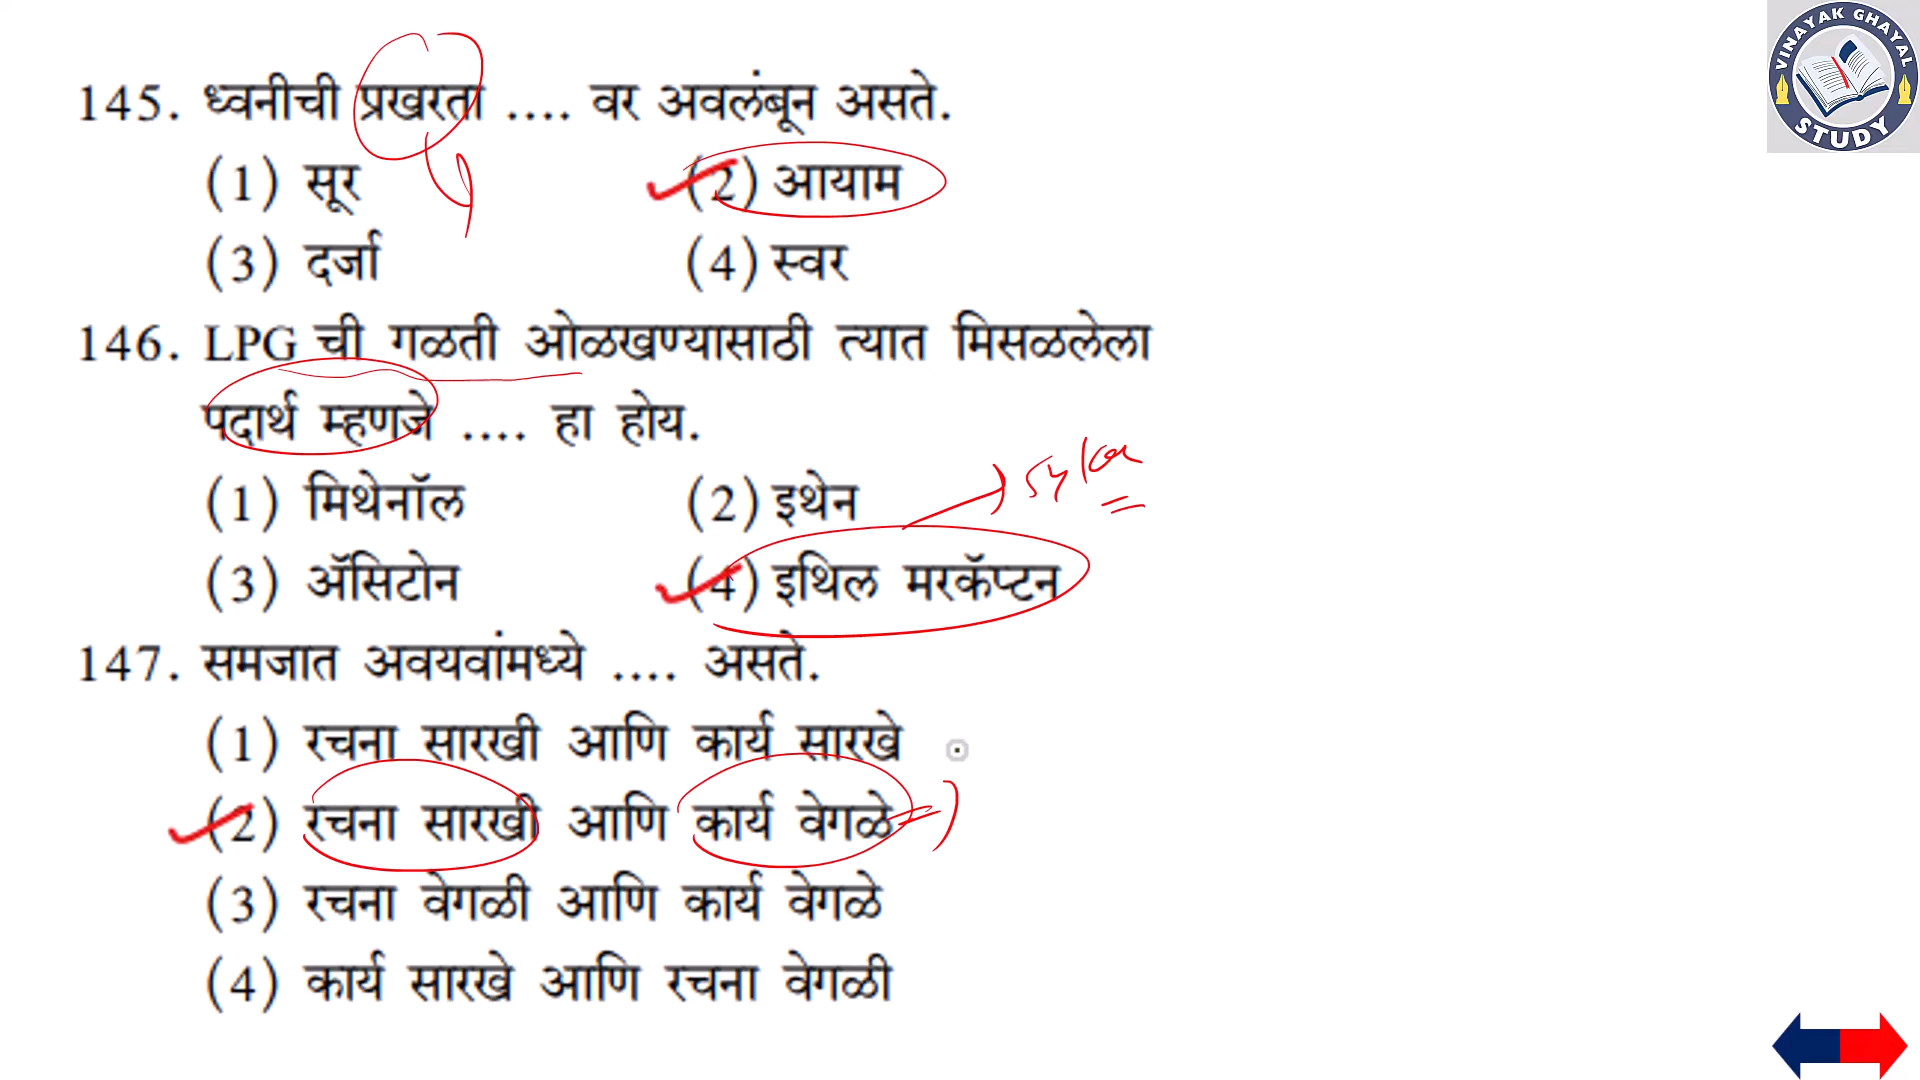 145. ध्वनीची प्रखरता .... वर अवलंबून असते.
(1) सूर (2) आयाम
(3) दर्जा (4) स्वर
146. LPG ची गळती ओळखण्यासाठी त्यात मिसळलेला
पदार्थ म्हणजे .... हा होय.
(1) मिथेनॉल (2) इथेन
(3) ॲसिटोन (4) इथिल मरकॅप्टन
147. समजात अवयवांमध्ये .... असते.
(1) रचना सारखी आणि कार्य सारखे
(2) रचना सारखी आणि कार्य वेगळे
(3) रचना वेगळी आणि कार्य वेगळे
(4) कार्य सारखे आणि रचना वेगळी
VINAYAK GHAYAL
STUDY